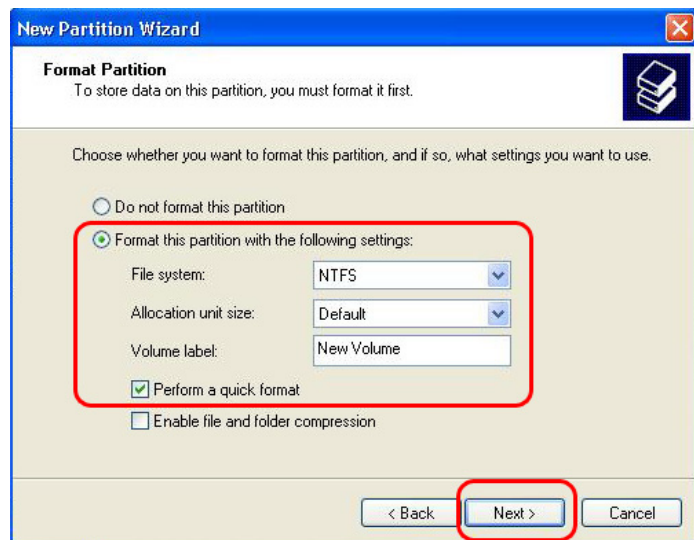 New Partition Wizard
Format Partition
To store data on this partition, you must format it first.
Choose whether you want to format this partition, and if so, what settings you want to use.
Do not format this partition
Format this partition with the following settings:
File system: NTFS
Allocation unit size: Default
Volume label: New Volume
Perform a quick format
Enable file and folder compression
< Back Next > Cancel